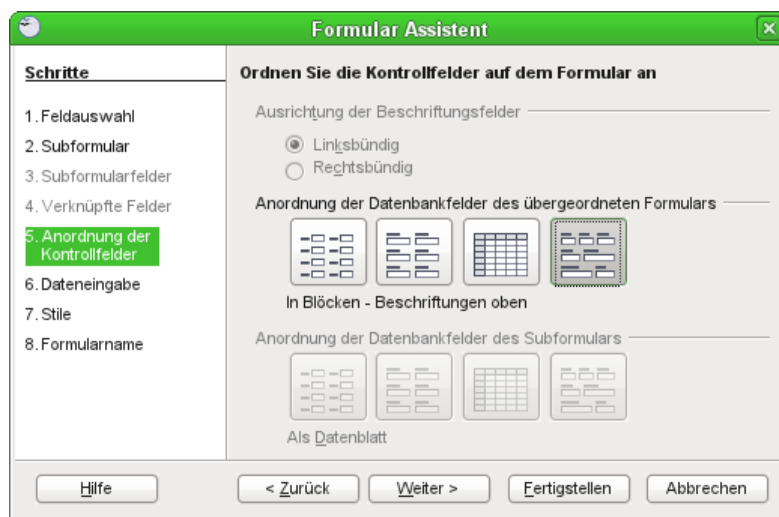 Formular Assistent
Schritte
1. Feldauswahl
2. Subformular
3. Subformularfelder
4. Verknüpfte Felder
5. Anordnung der
Kontrollfelder
6. Dateneingabe
7. Stile
8. Formularname
Ordnen Sie die Kontrollfelder auf dem Formular an
Ausrichtung der Beschriftungsfelder
Linksbündig
Rechtsbündig
Anordnung der Datenbankfelder des übergeordneten Formulars
In Blöcken - Beschriftungen oben
Anordnung der Datenbankfelder des Subformulars
Als Datenblatt
Hilfe
< Zurück
Weiter >
Fertigstellen
Abbrechen